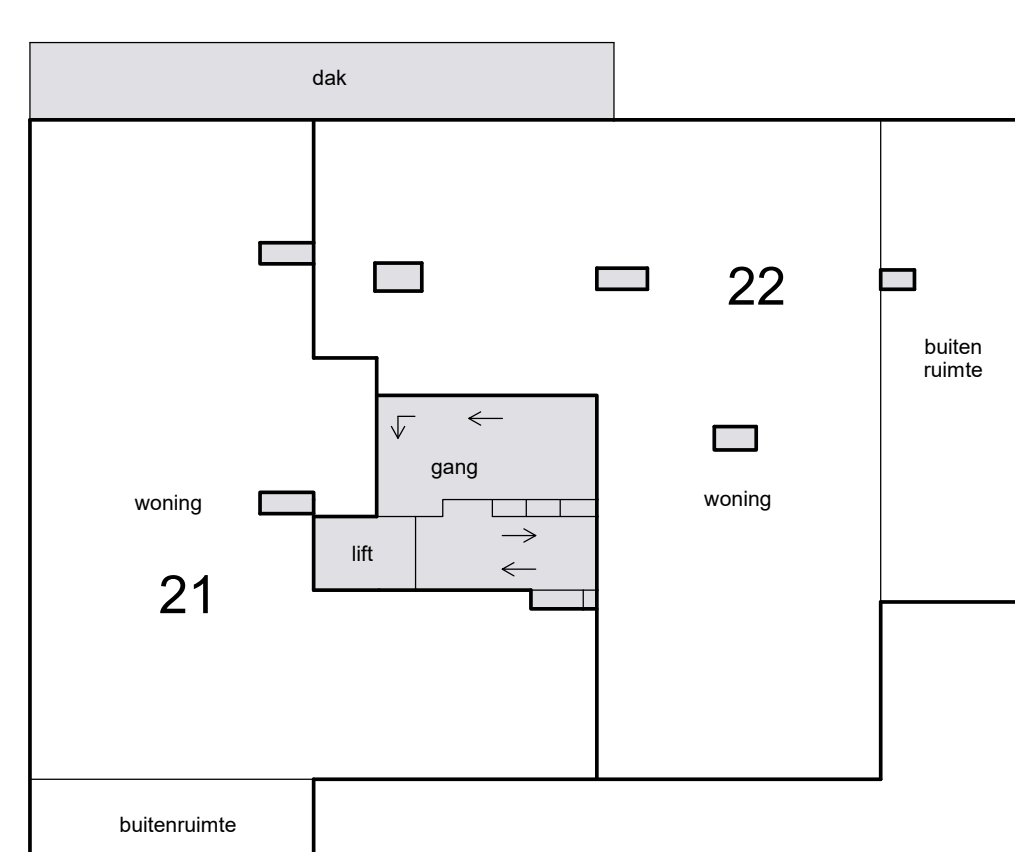 dak
22
buiten
ruimte
gang
woning
woning
lift
21
buitenruimte